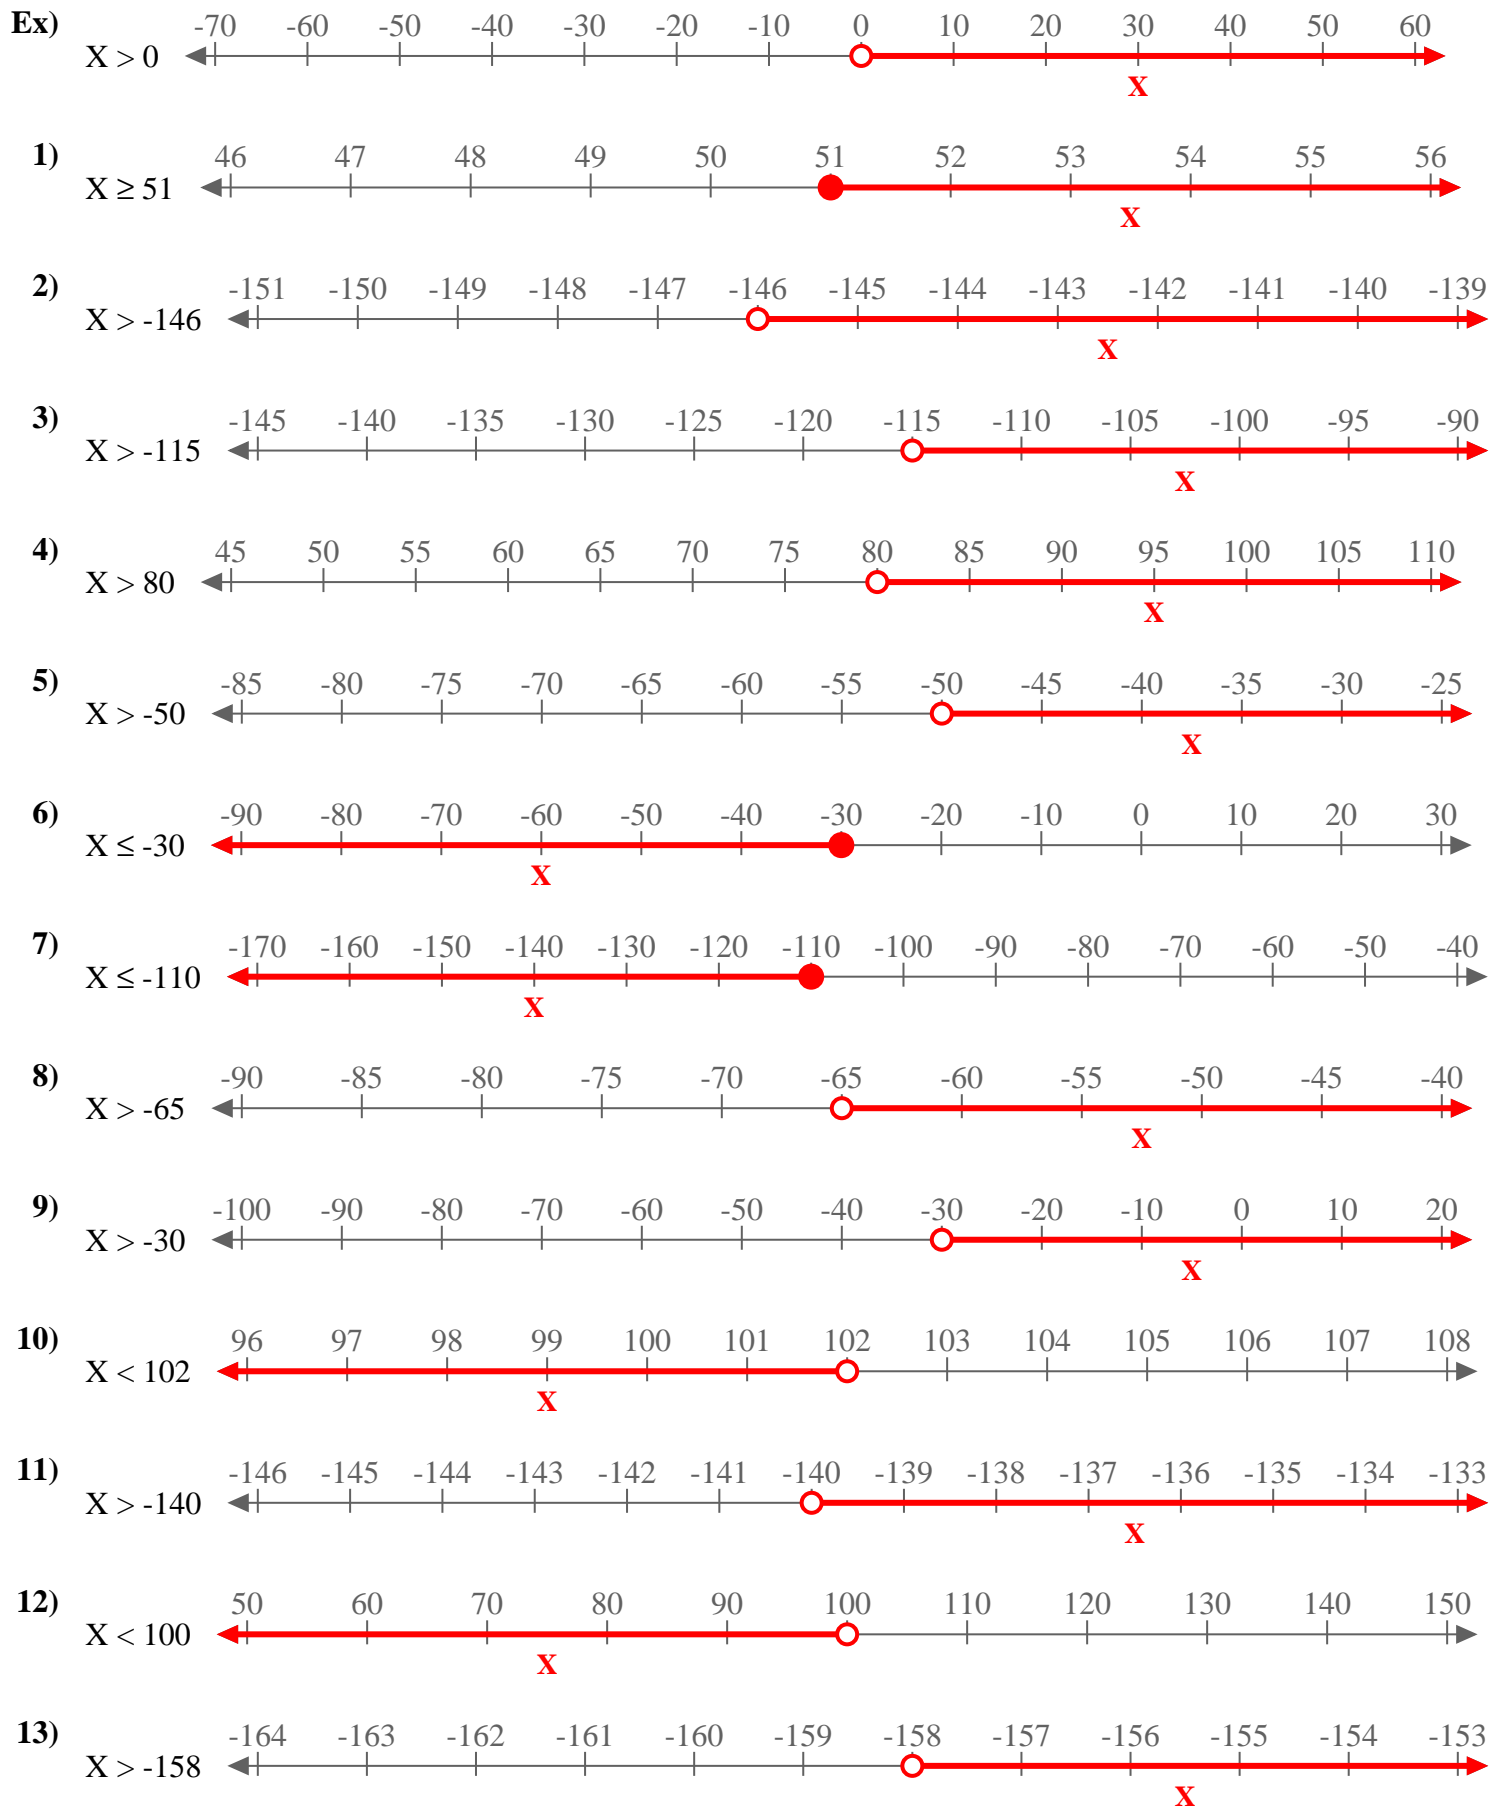 Ex) -70 -60 -50 -40 -30 -20 -10 0 10 20 30 40 50 60
X > 0
X
1) 46 47 48 49 50 51 52 53 54 55 56
X ≥ 51
X
2) -151 -150 -149 -148 -147 -146 -145 -144 -143 -142 -141 -140 -139
X > -146
X
3) -145 -140 -135 -130 -125 -120 -115 -110 -105 -100 -95 -90
X > -115
X
4) 45 50 55 60 65 70 75 80 85 90 95 100 105 110
X > 80
X
5) -85 -80 -75 -70 -65 -60 -55 -50 -45 -40 -35 -30 -25
X > -50
X
6) -90 -80 -70 -60 -50 -40 -30 -20 -10 0 10 20 30
X ≤ -30
X
7) -170 -160 -150 -140 -130 -120 -110 -100 -90 -80 -70 -60 -50 -40
X ≤ -110
X
8) -90 -85 -80 -75 -70 -65 -60 -55 -50 -45 -40
X > -65
X
9) -100 -90 -80 -70 -60 -50 -40 -30 -20 -10 0 10 20
X > -30
X
10) 96 97 98 99 100 101 102 103 104 105 106 107 108
X < 102
X
11) -146 -145 -144 -143 -142 -141 -140 -139 -138 -137 -136 -135 -134 -133
X > -140
X
12) 50 60 70 80 90 100 110 120 130 140 150
X < 100
X
13) -164 -163 -162 -161 -160 -159 -158 -157 -156 -155 -154 -153
X > -158
X